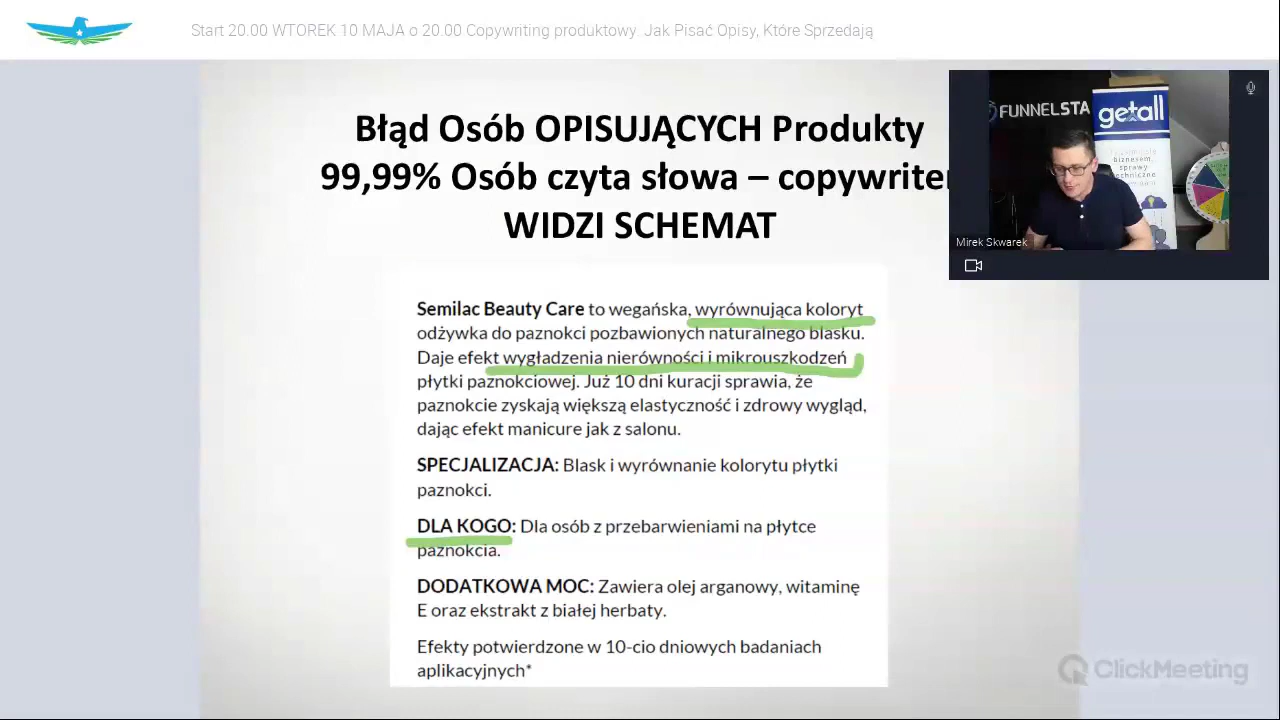 Start 20.00 WTOREK 10 MAJA o 20.00 Copywriting produktowy. Jak Pisać Opisy, Które Sprzedają
Błąd Osób OPISUJĄCYCH Produkty
99,99% Osób czyta słowa – copywriter
WIDZI SCHEMAT
FUNNELSTA
getall
biznesem,
sprawy
techniczne
Mirek Skwarek
Semilac Beauty Care to wegańska, wyrównująca koloryt
odżywka do paznokci pozbawionych naturalnego blasku.
Daje efekt wygładzenia nierówności i mikrouszkodzeń
płytki paznokciowej. Już 10 dni kuracji sprawia, że
paznokcie zyskają większą elastyczność i zdrowy wygląd,
dając efekt manicure jak z salonu.
SPECJALIZACJA: Blask i wyrównanie kolorytu płytki
paznokci.
DLA KOGO: Dla osób z przebarwieniami na płytce
paznokcia.
DODATKOWA MOC: Zawiera olej arganowy, witaminę
E oraz ekstrakt z białej herbaty.
Efekty potwierdzone w 10-cio dniowych badaniach
aplikacyjnych*
ClickMeeting